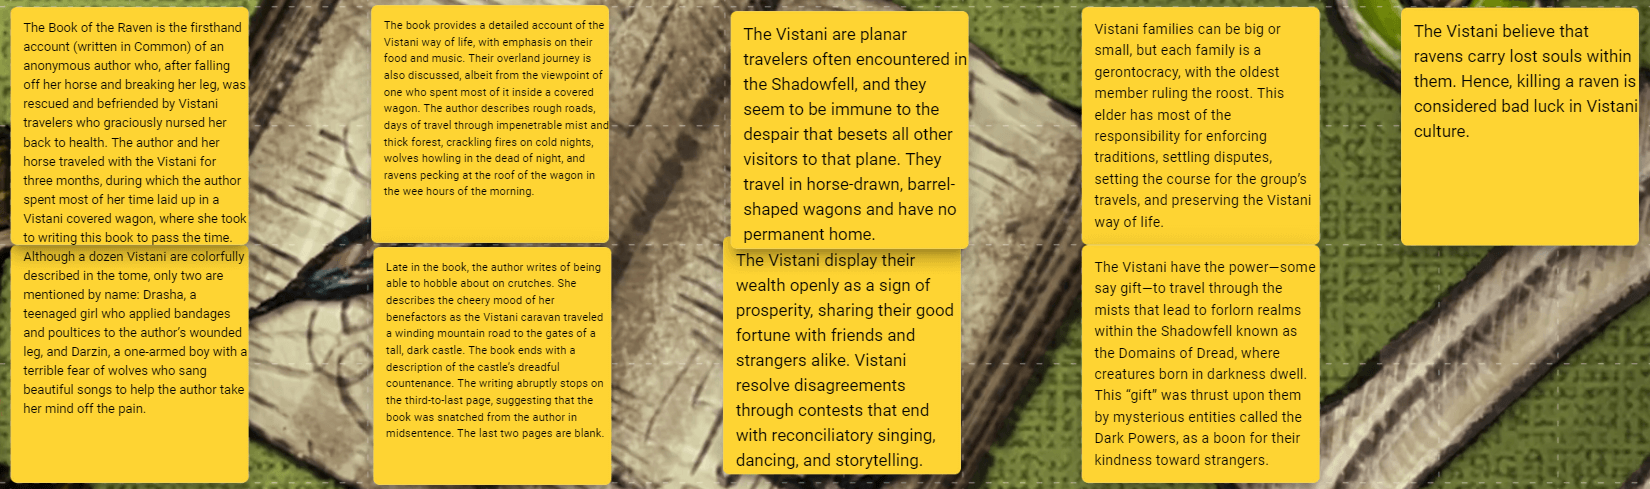 The Book of the Raven is the firsthand
account (written in Common) of an
anonymous author who, after falling
off her horse and breaking her leg, was
rescued and befriended by Vistani
travelers who graciously nursed her
back to health. The author and her
horse traveled with the Vistani for
three months, during which the author
spent most of her time laid up in a
Vistani covered wagon, where she took
to writing this book to pass the time.
Although a dozen Vistani are colorfully
described in the tome, only two are
mentioned by name: Drasha, a
teenaged girl who applied bandages
and poultices to the author's wounded
leg, and Darzin, a one-armed boy with a
terrible fear of wolves who sang
beautiful songs to help the author take
her mind off the pain.
The book provides a detailed account of the
Vistani way of life, with emphasis on their
food and music. Their overland journey is
also discussed, albeit from the viewpoint of
one who spent most of it inside a covered
wagon. The author describes rough roads,
days of travel through impenetrable mist and
thick forest, crackling fires on cold nights,
wolves howling in the dead of night, and
ravens pecking at the roof of the wagon in
the wee hours of the morning.
Late in the book, the author writes of being
able to hobble about on crutches. She
describes the cheery mood of her
benefactors as the Vistani caravan traveled
a winding mountain road to the gates of a
tall, dark castle. The book ends with a
description of the castle's dreadful
countenance. The writing abruptly stops on
the third-to-last page, suggesting that the
book was snatched from the author in
midsentence. The last two pages are blank.
The Vistani are planar
travelers often encountered in
the Shadowfell, and they
seem to be immune to the
despair that besets all other
visitors to that plane. They
travel in horse-drawn, barrel-
shaped wagons and have no
permanent home.
The Vistani display their
wealth openly as a sign of
prosperity, sharing their good
fortune with friends and
strangers alike. Vistani
resolve disagreements
through contests that end
with reconciliatory singing,
dancing, and storytelling.
Vistani families can be big or
small, but each family is a
gerontocracy, with the oldest
member ruling the roost. This
elder has most of the
responsibility for enforcing
traditions, settling disputes,
setting the course for the group's
travels, and preserving the Vistani
way of life.
The Vistani have the power—some
say gift—to travel through the
mists that lead to forlorn realms
within the Shadowfell known as
the Domains of Dread, where
creatures born in darkness dwell.
This “gift” was thrust upon them
by mysterious entities called the
Dark Powers, as a boon for their
kindness toward strangers.
The Vistani believe that
ravens carry lost souls within
them. Hence, killing a raven is
considered bad luck in Vistani
culture.